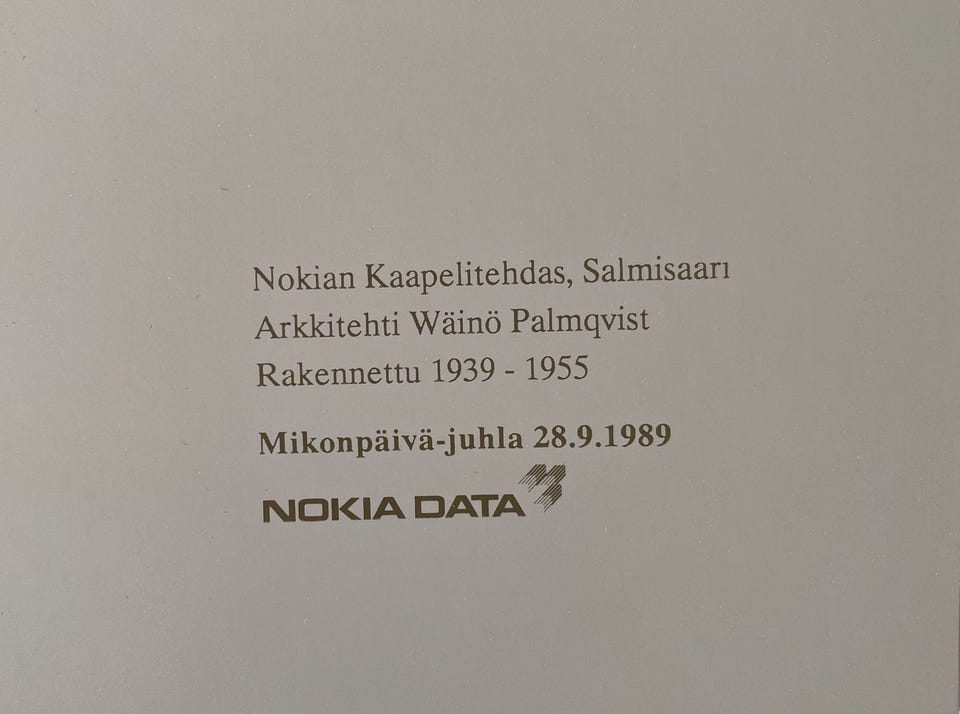 Nokian Kaapelitehdas, Salmisaari
Arkkitehti Wäinö Palmqvist
Rakennettu 1939 - 1955
Mikonpäivä-juhla 28.9.1989
NOKIA DATA